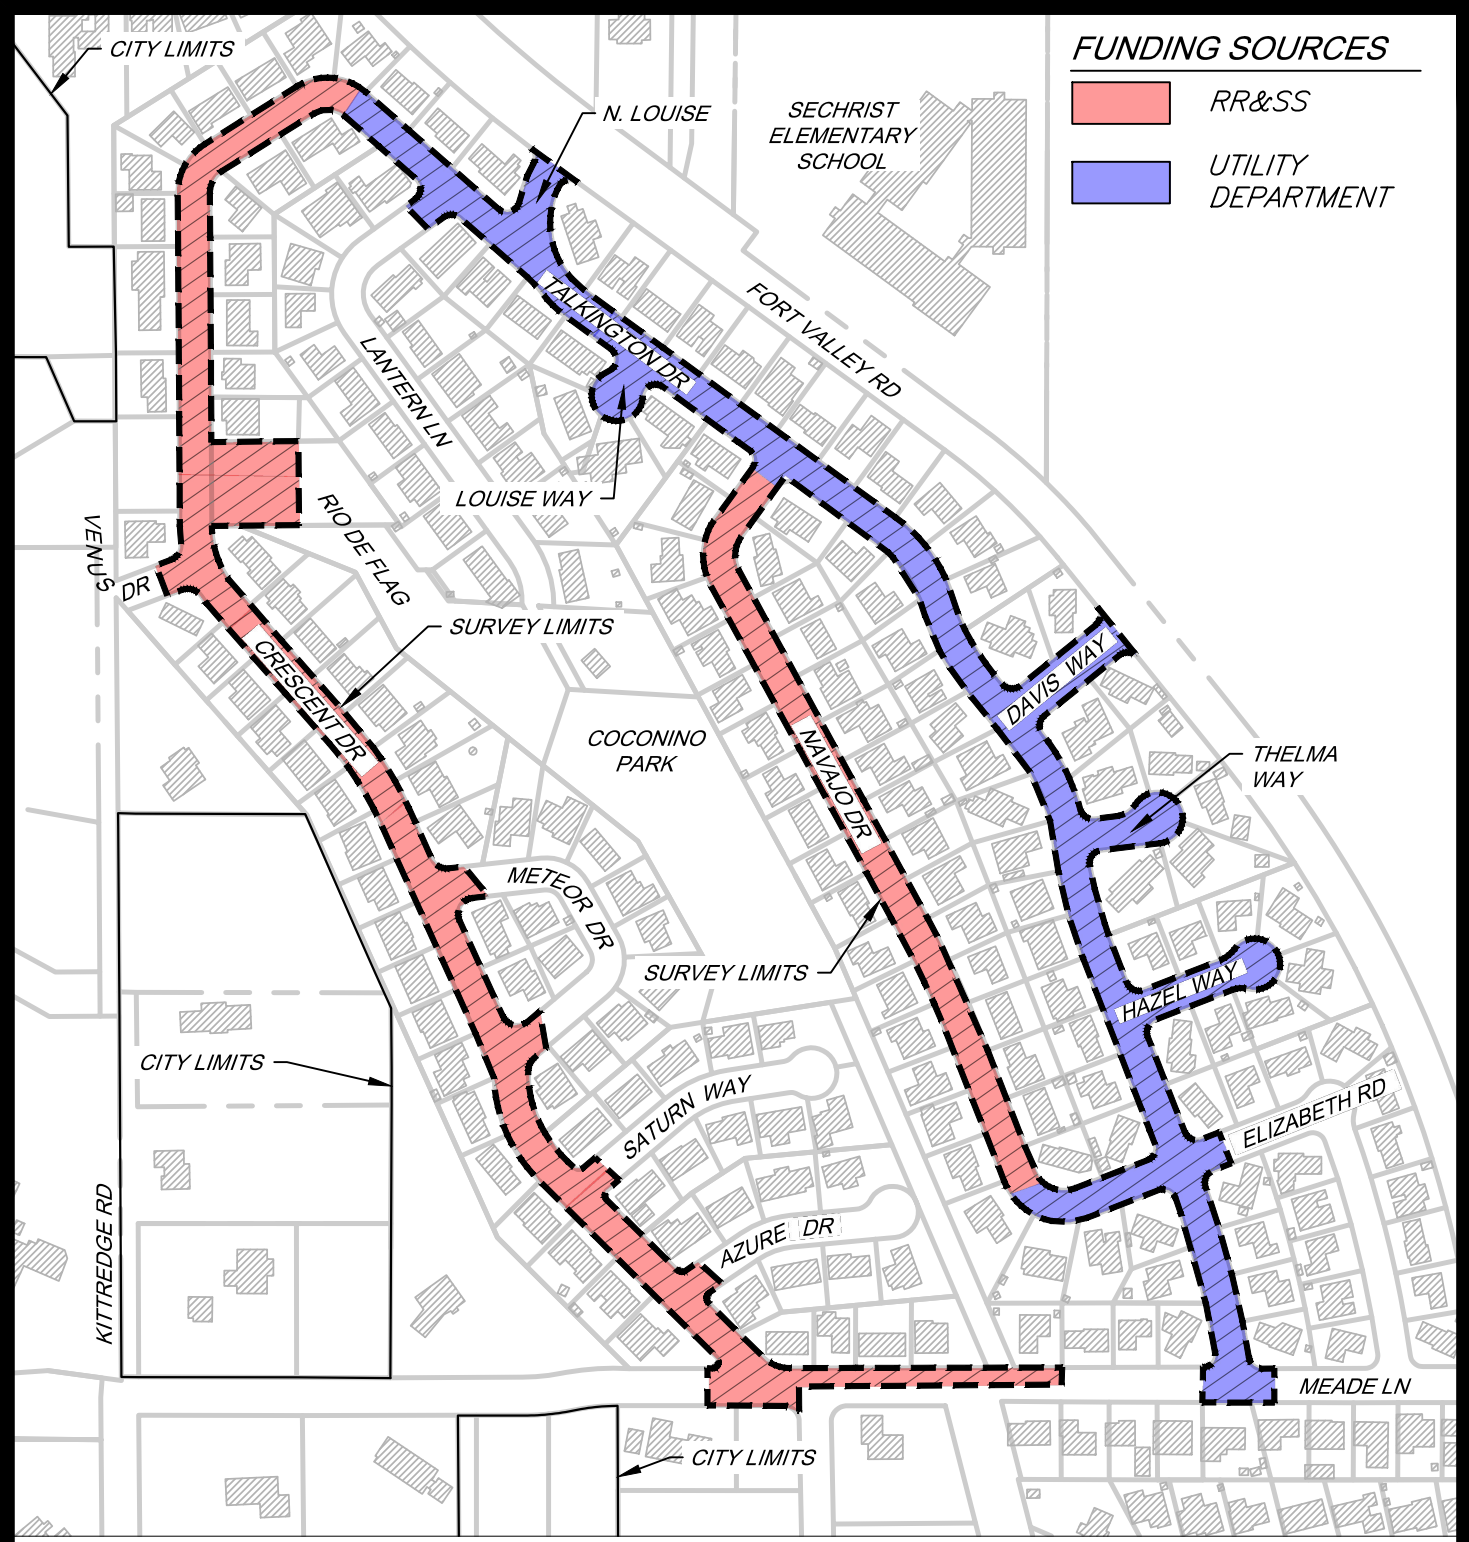 CITY LIMITS
FUNDING SOURCES
RR&SS
UTILITY
DEPARTMENT
N. LOUISE
SECHRIST
ELEMENTARY
SCHOOL
TALKINGTON DR
FORT VALLEY RD
LANTERN LN
LOUISE WAY
RIO DE FLAG
VENUS DR
SURVEY LIMITS
CRESCENT DR
DAVIS WAY
COCONINO
PARK
NAVAJO DR
THELMA
WAY
METEOR DR
SURVEY LIMITS
HAZEL WAY
CITY LIMITS
SATURN WAY
ELIZABETH RD
KITTREDGE RD
AZURE DR
MEADE LN
CITY LIMITS